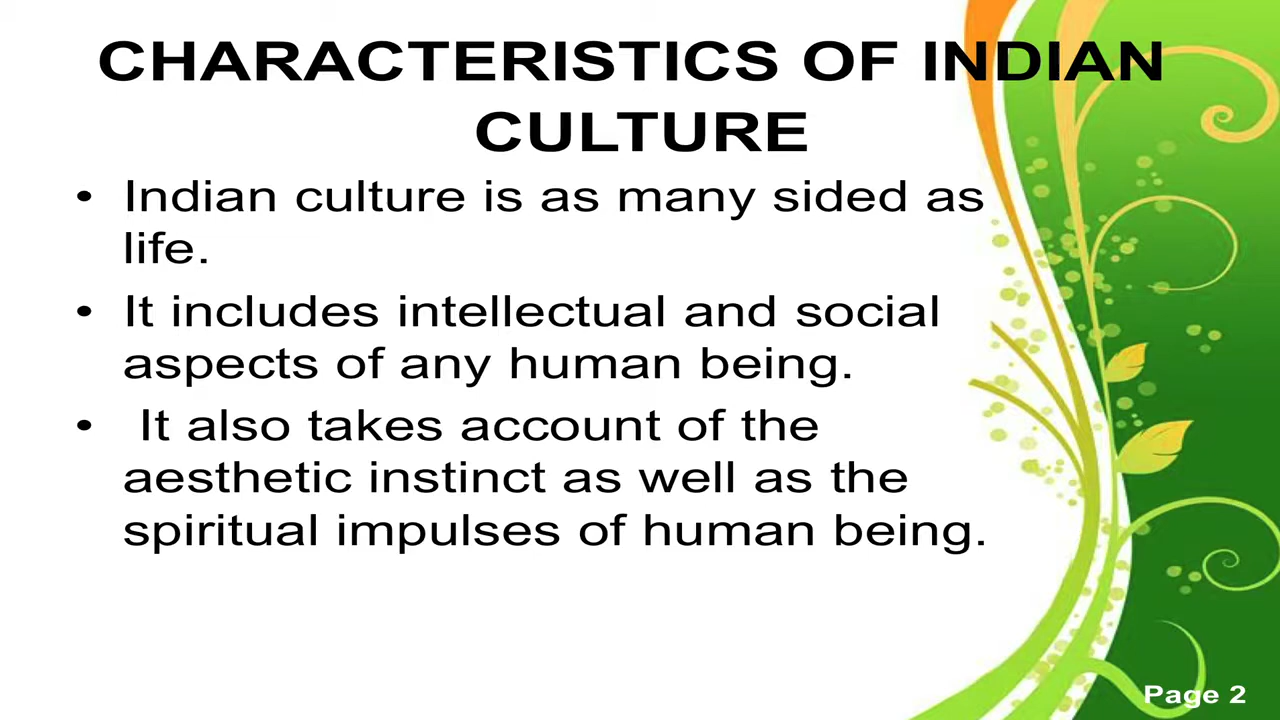 CHARACTERISTICS OF INDIAN
CULTURE
• Indian culture is as many sided as
life.
• It includes intellectual and social
aspects of any human being.
• It also takes account of the
aesthetic instinct as well as the
spiritual impulses of human being.
Page 2